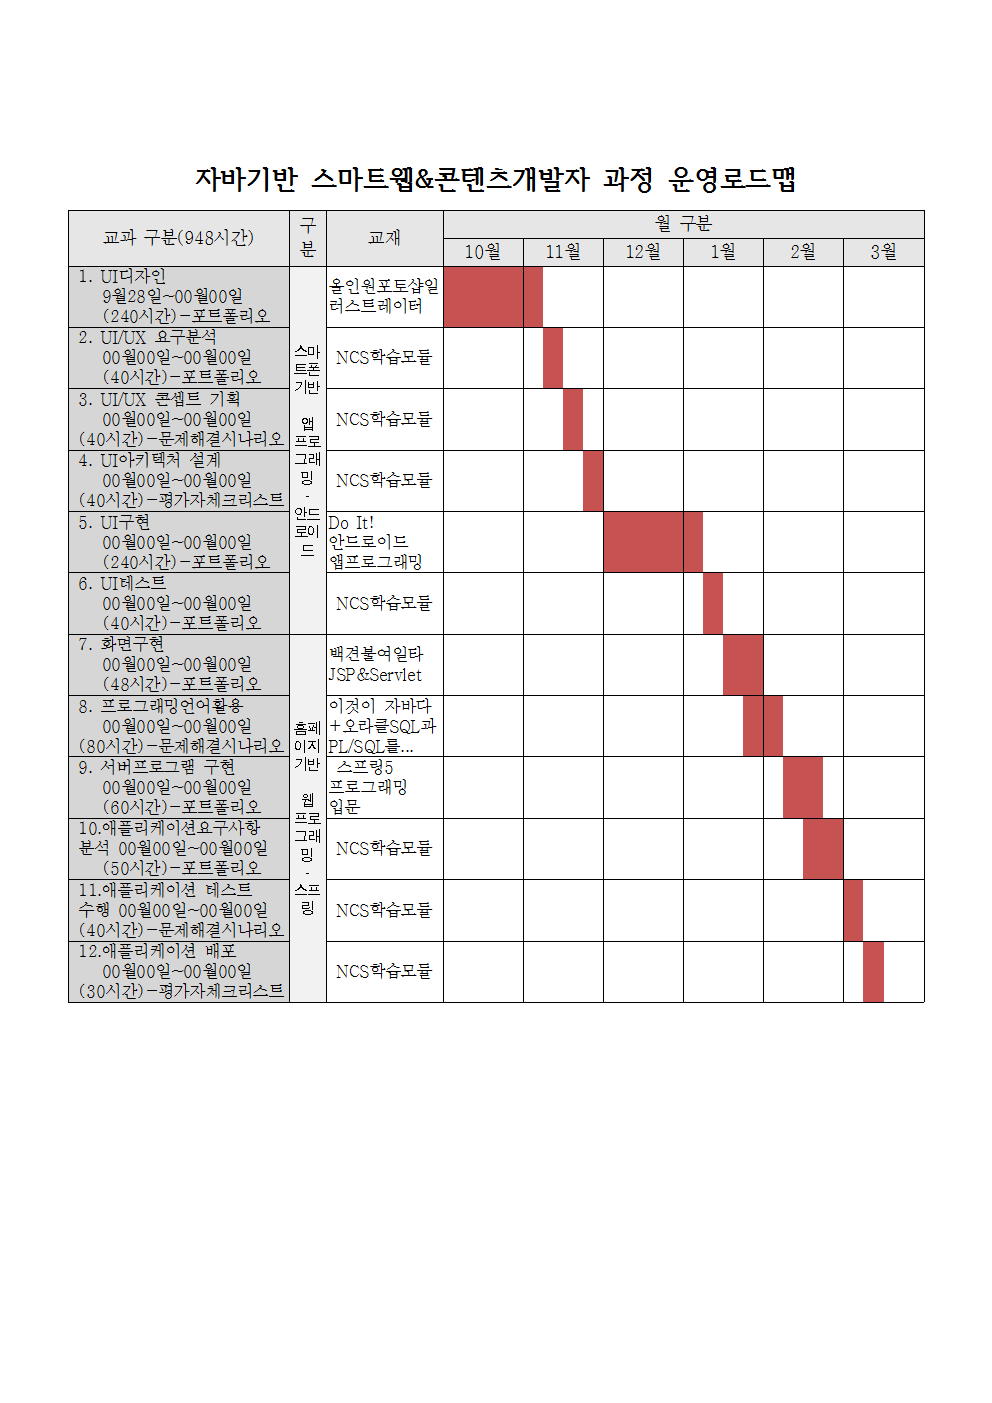 자바기반 스마트웹&콘텐츠개발자 과정 운영로드맵
교과 구분(948시간)
구
분
교재
월 구분
10월 11월 12월 1월 2월 3월
1. UI디자인
9월28일~00월00일
(240시간)-포트폴리오
올인원포토샵일
러스트레이터
2. UI/UX 요구분석
00월00일~00월00일
(40시간)-포트폴리오
NCS학습모듈
3. UI/UX 콘셉트 기획
00월00일~00월00일
(40시간)-문제해결시나리오
NCS학습모듈
4. UI아키텍처 설계
00월00일~00월00일
(40시간)-평가자체크리스트
NCS학습모듈
5. UI구현
00월00일~00월00일
(240시간)-포트폴리오
Do It!
안드로이드
앱프로그래밍
6. UI테스트
00월00일~00월00일
(40시간)-포트폴리오
NCS학습모듈
스마
트폰
기반
앱
프로
그래
밍
-
안드
로이
드
7. 화면구현
00월00일~00월00일
(48시간)-포트폴리오
백견불여일타
JSP&Servlet
8. 프로그래밍언어활용
00월00일~00월00일
(80시간)-문제해결시나리오
이것이 자바다
+오라클SQL과
PL/SQL를...
9. 서버프로그램 구현
00월00일~00월00일
(60시간)-포트폴리오
스프링5
프로그래밍
입문
10.애플리케이션요구사항
분석 00월00일~00월00일
(50시간)-포트폴리오
NCS학습모듈
11.애플리케이션 테스트
수행 00월00일~00월00일
(40시간)-문제해결시나리오
NCS학습모듈
12.애플리케이션 배포
00월00일~00월00일
(30시간)-평가자체크리스트
NCS학습모듈
홈페
이지
기반
웹
프로
그래
밍
-
스프
링